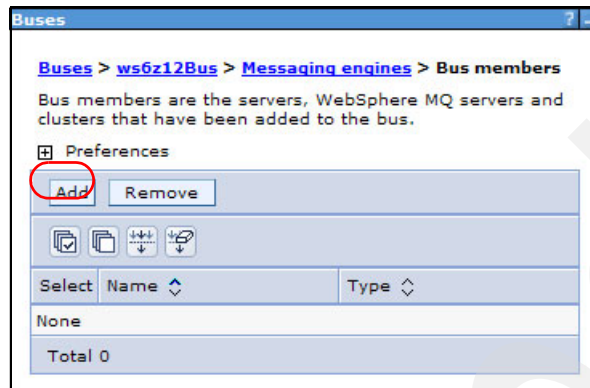 Buses ? -
Buses > ws6z12Bus > Messaging engines > Bus members
Bus members are the servers, WebSphere MQ servers and
clusters that have been added to the bus.
+ Preferences
Add Remove
Select Name Type
None
Total 0